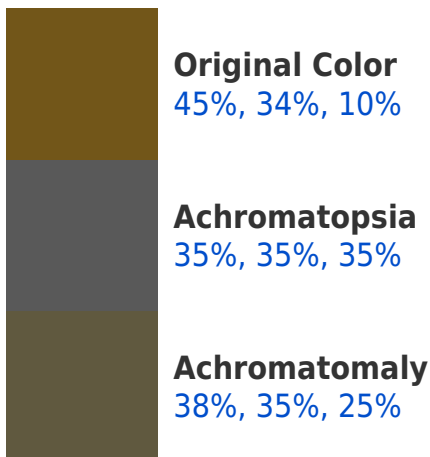 Original Color
45%, 34%, 10%
Achromatopsia
35%, 35%, 35%
Achromatomaly
38%, 35%, 25%